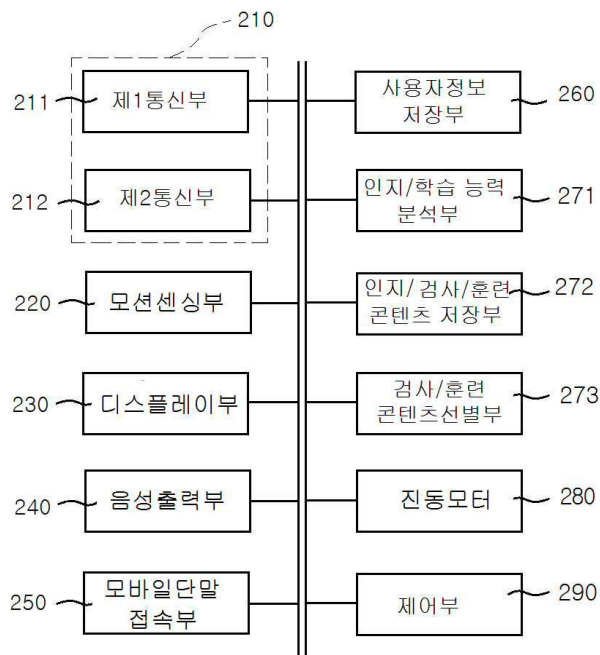 210
211
제1통신부
사용자정보
저장부
260
212
제2통신부
인지/학습 능력
분석부
271
220
모션센싱부
인지/검사/훈련
콘텐츠 저장부
272
230
디스플레이부
검사/훈련
콘텐츠선별부
273
240
음성출력부
진동모터
280
250
모바일단말
접속부
제어부
290